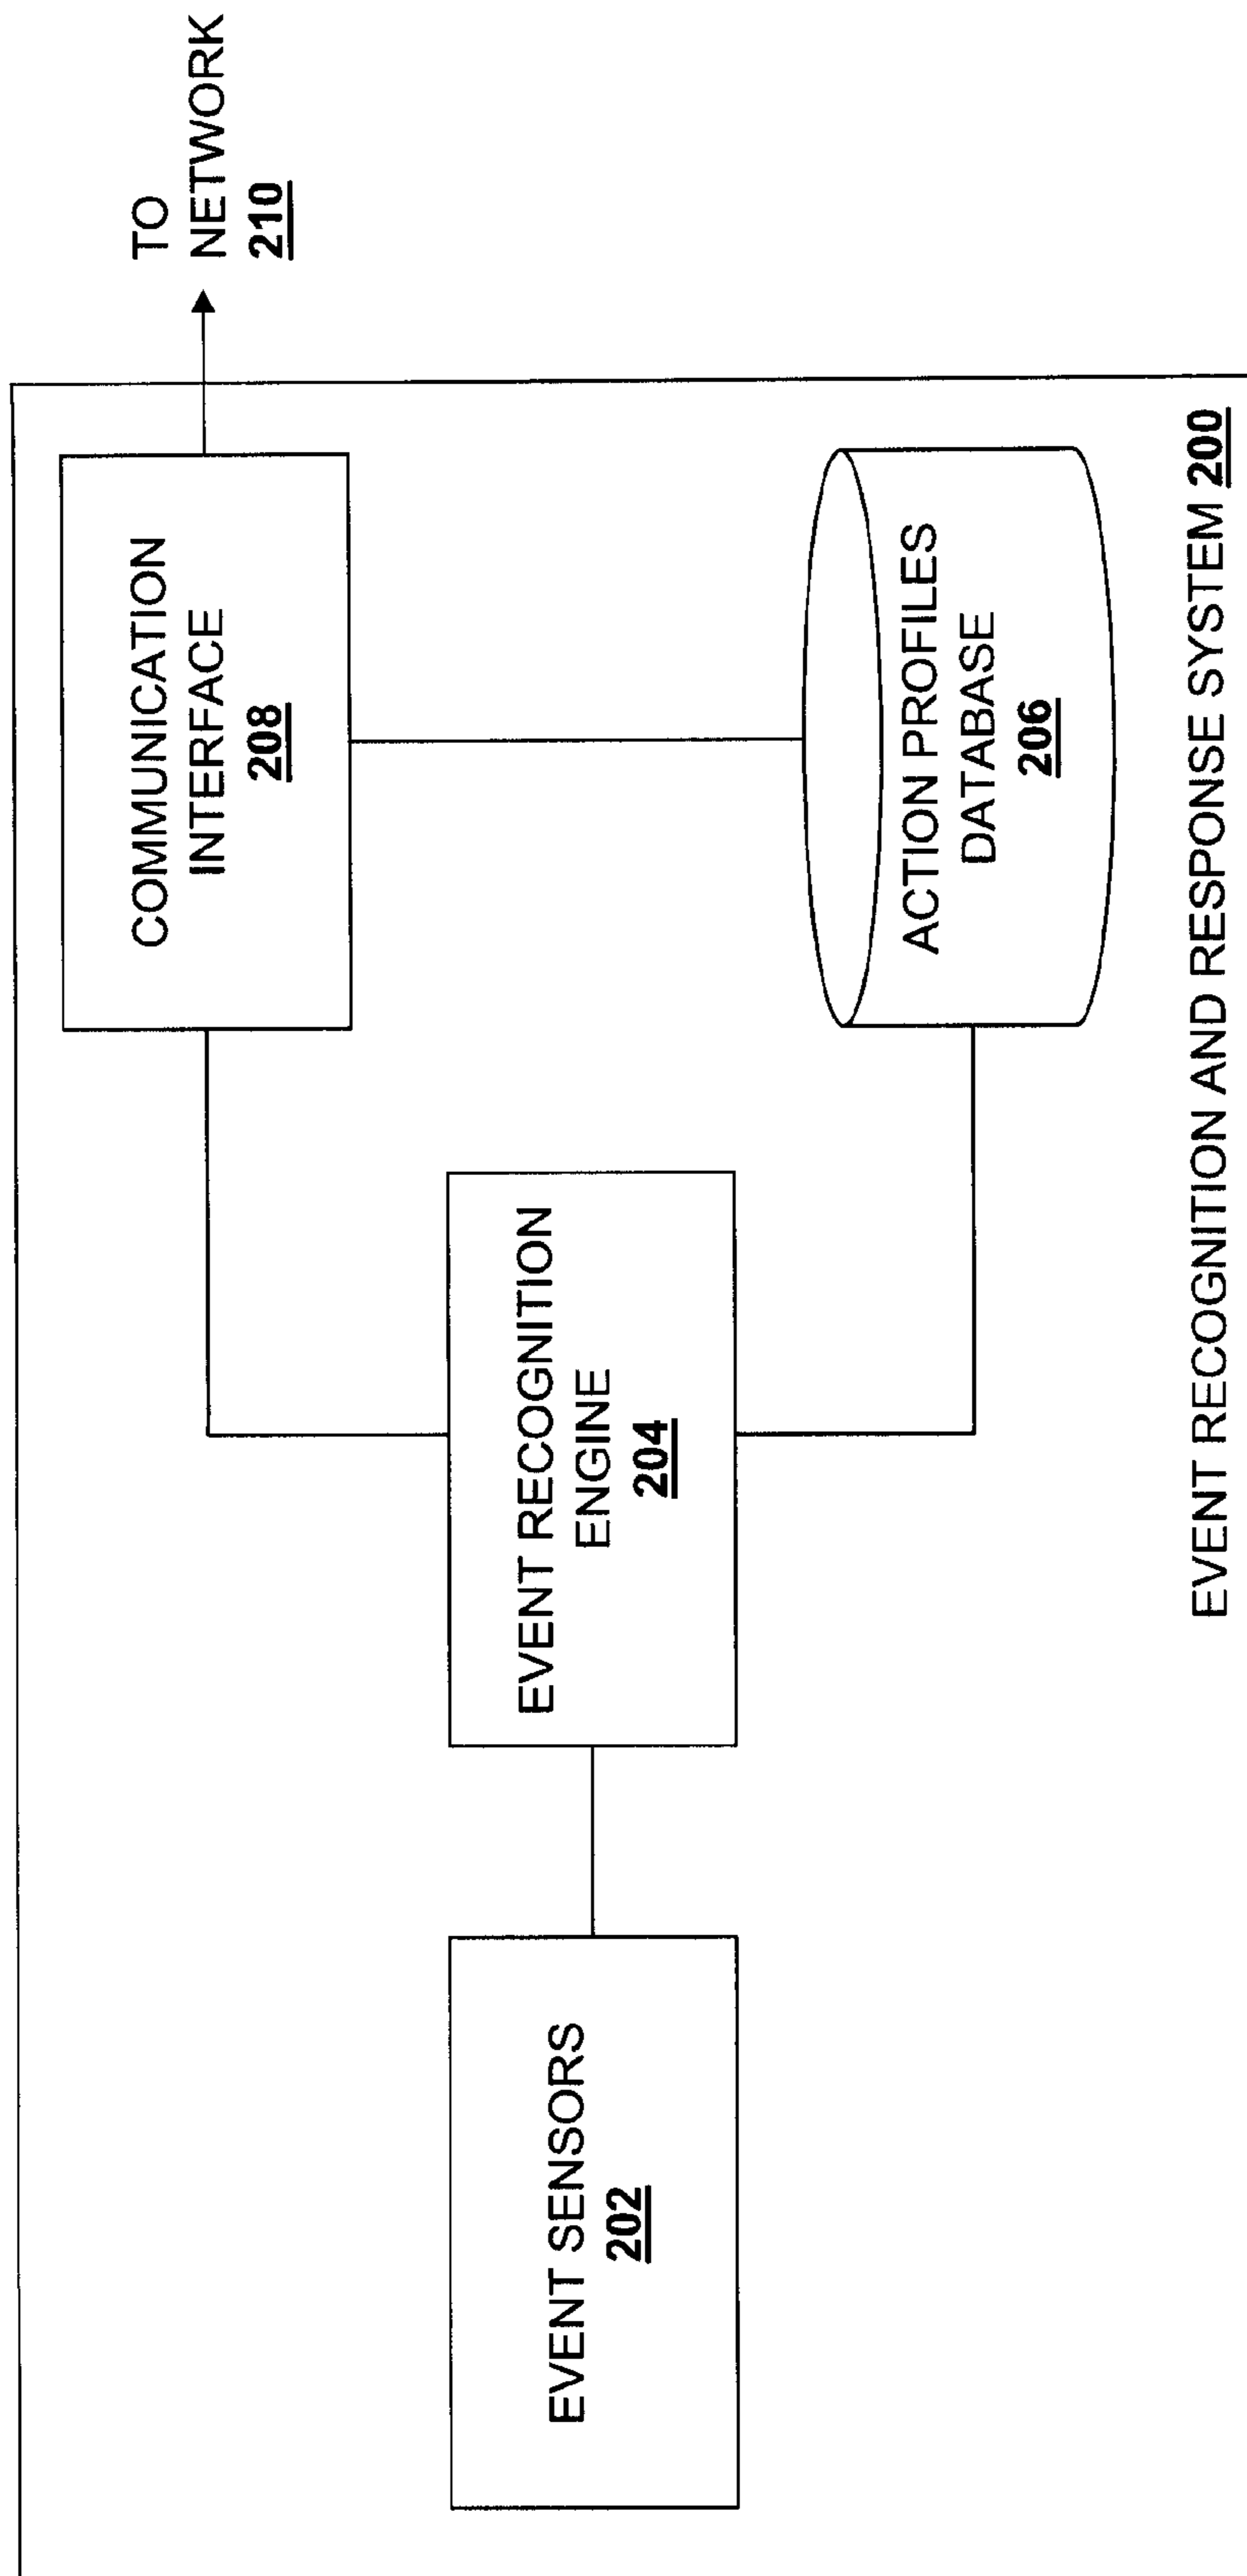 TO
NETWORK
210
COMMUNICATION
INTERFACE
208
EVENT SENSORS
202
EVENT RECOGNITION
ENGINE
204
ACTION PROFILES
DATABASE
206
EVENT RECOGNITION AND RESPONSE SYSTEM 200